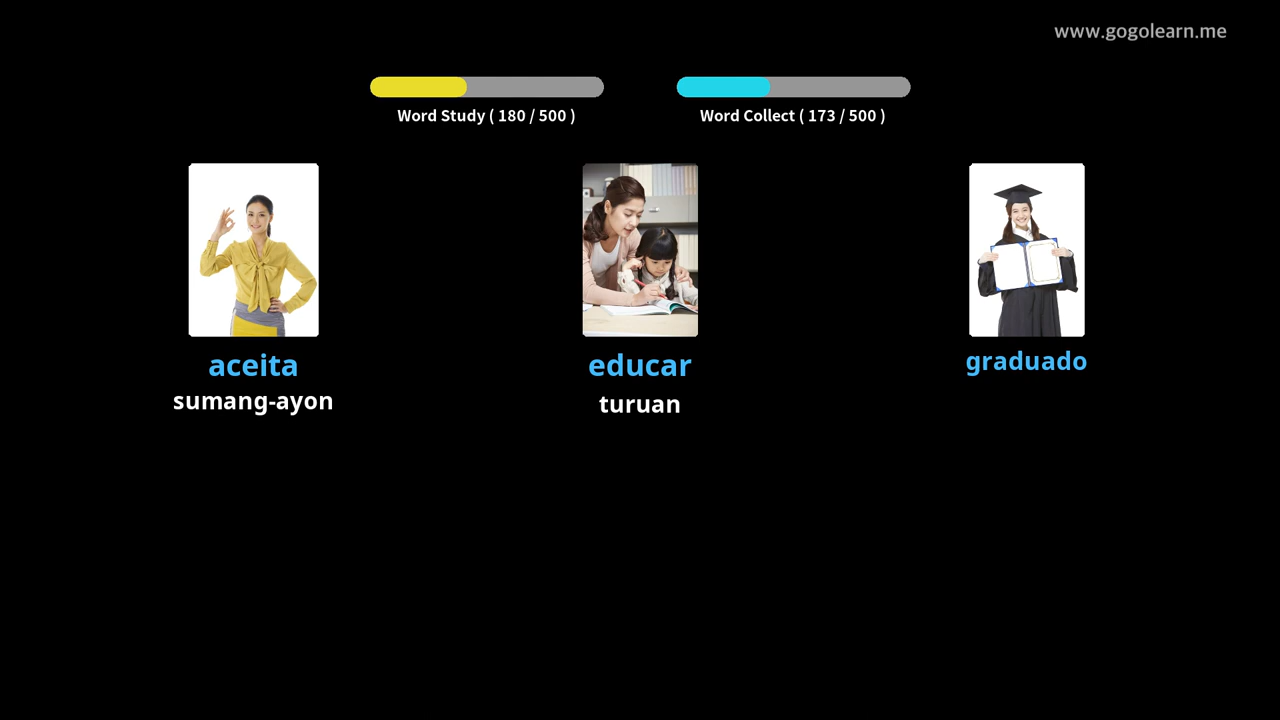 www.gogolearn.me
Word Study ( 180 / 500 )
Word Collect ( 173 / 500 )
aceita
sumang-ayon
educar
turuan
graduado